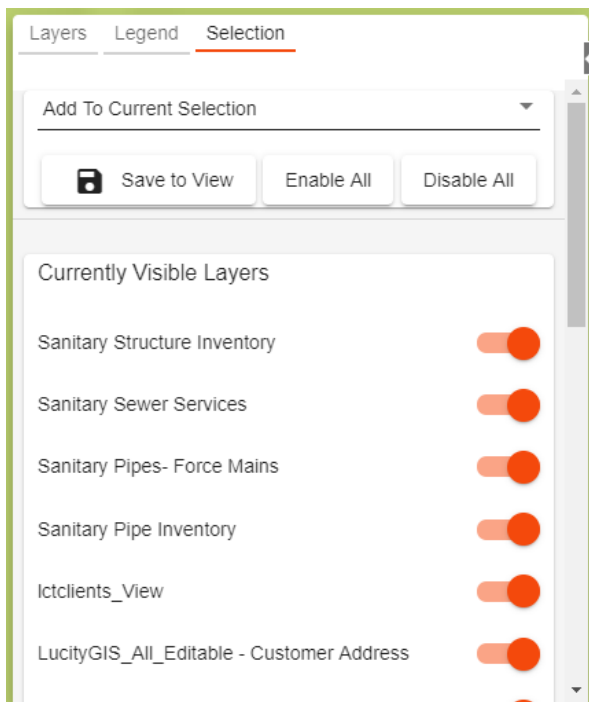 Layers Legend Selection
Add To Current Selection
Save to View Enable All Disable All
Currently Visible Layers
Sanitary Structure Inventory
Sanitary Sewer Services
Sanitary Pipes- Force Mains
Sanitary Pipe Inventory
lctclients_View
LucityGIS_All_Editable - Customer Address